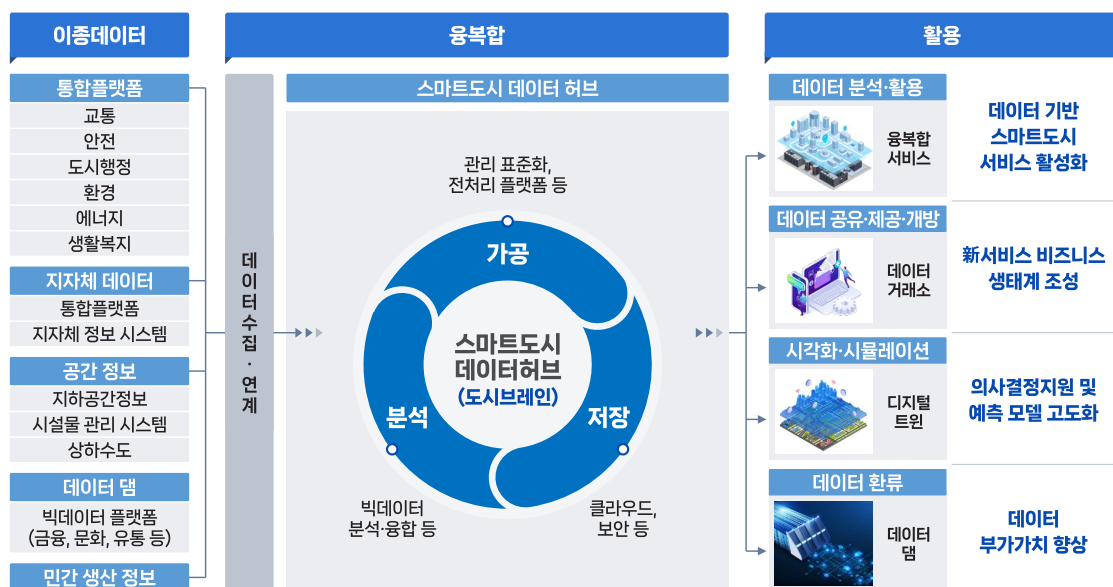 이종데이터
통합플랫폼
교통
안전
도시행정
환경
에너지
생활복지
지자체 데이터
통합플랫폼
지자체 정보 시스템
공간 정보
지하공간정보
시설물 관리 시스템
상하수도
데이터 댐
빅데이터 플랫폼
(금융, 문화, 유통 등)
민간 생산 정보
융복합
데이터수집·연계
스마트도시 데이터 허브
관리 표준화,
전처리 플랫폼 등
가공
스마트도시
데이터허브
(도시브레인)
분석
저장
빅데이터
분석·융합 등
클라우드,
보안 등
활용
데이터 분석·활용
융복합
서비스
데이터 기반
스마트도시
서비스 활성화
데이터 공유·제공·개방
데이터
거래소
新서비스 비즈니스
생태계 조성
시각화·시뮬레이션
디지털
트윈
의사결정지원 및
예측 모델 고도화
데이터 환류
데이터
댐
데이터
부가가치 향상